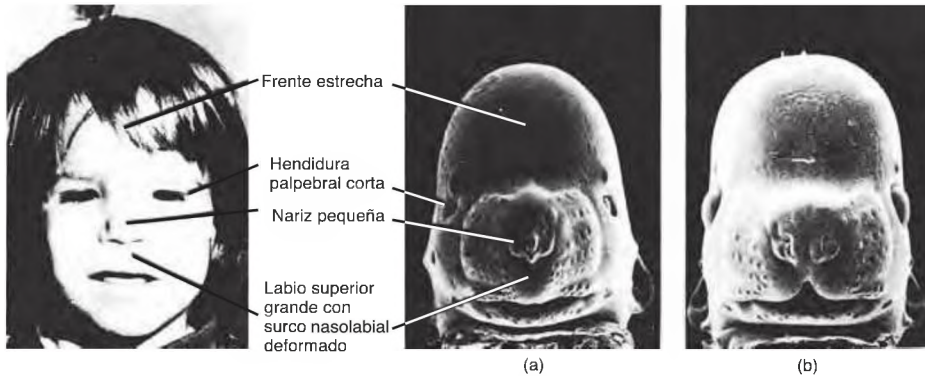 Frente estrecha
Hendidura
palpebral corta
Nariz pequeña
Labio superior
grande con
surco nasolabial
deformado
(a)
(b)